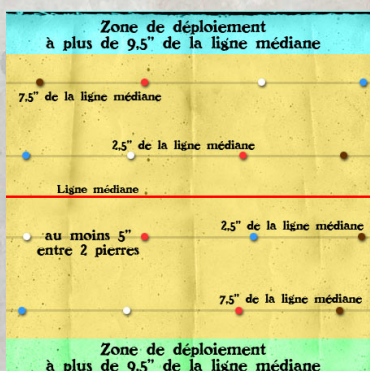 Zone de déploiement
à plus de 9,5" de la ligne médiane
7,5" de la ligne médiane
2,5" de la ligne médiane
Ligne médiane
2,5" de la ligne médiane
au moins 5"
entre 2 pierres
7,5" de la ligne médiane
Zone de déploiement
à plus de 9,5" de la ligne médiane